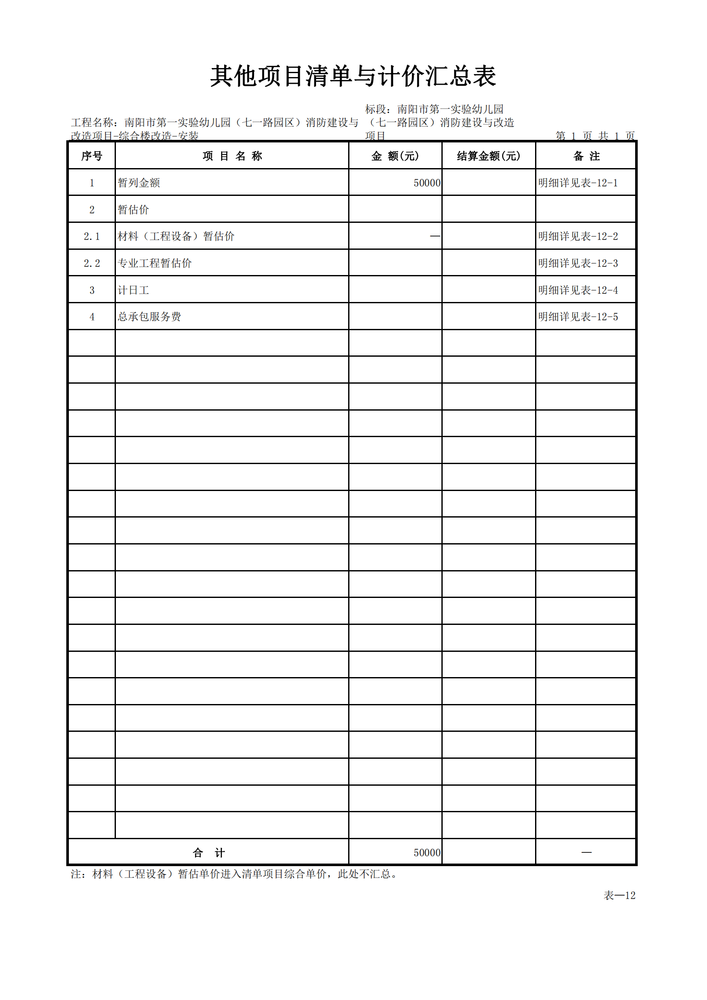 其他项目清单与计价汇总表
标段：南阳市第一实验幼儿园
工程名称：南阳市第一实验幼儿园（七一路园区）消防建设与 （七一路园区）消防建设与改造
改造项目-综合楼改造-安装 项目 第 1 页 共 1 页
序号 项 目 名 称 金 额(元) 结算金额(元) 备 注
1 暂列金额 50000 明细详见表-12-1
2 暂估价
2.1 材料（工程设备）暂估价 — 明细详见表-12-2
2.2 专业工程暂估价 明细详见表-12-3
3 计日工 明细详见表-12-4
4 总承包服务费 明细详见表-12-5
合 计 50000 —
注：材料（工程设备）暂估单价进入清单项目综合单价，此处不汇总。
表—12